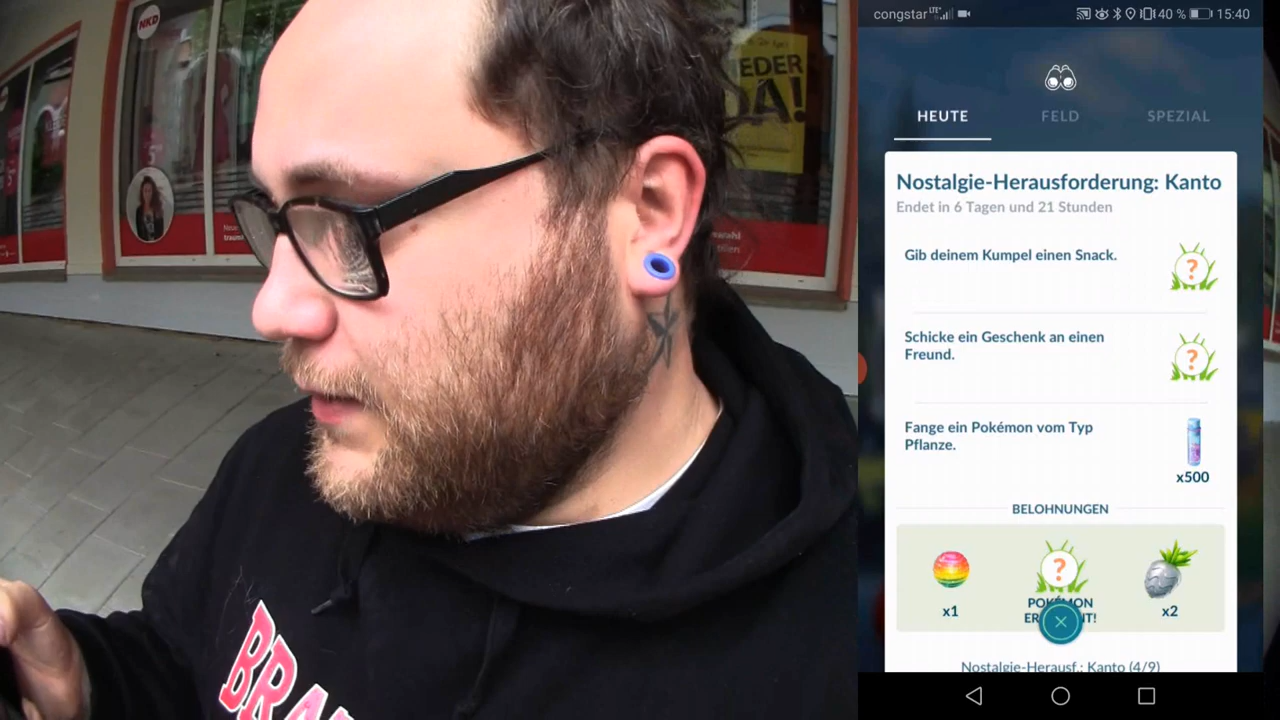 NKD
EDER
DA!
BRA
congstar LTE 40 % 15:40
HEUTE FELD SPEZIAL
Nostalgie-Herausforderung: Kanto
Endet in 6 Tagen und 21 Stunden
Gib deinem Kumpel einen Snack.
?
Schicke ein Geschenk an einen
Freund.
?
Fange ein Pokémon vom Typ
Pflanze.
x500
BELOHNUNGEN
?
x1 x2
Nostalgie-Herausf.: Kanto (4/9)